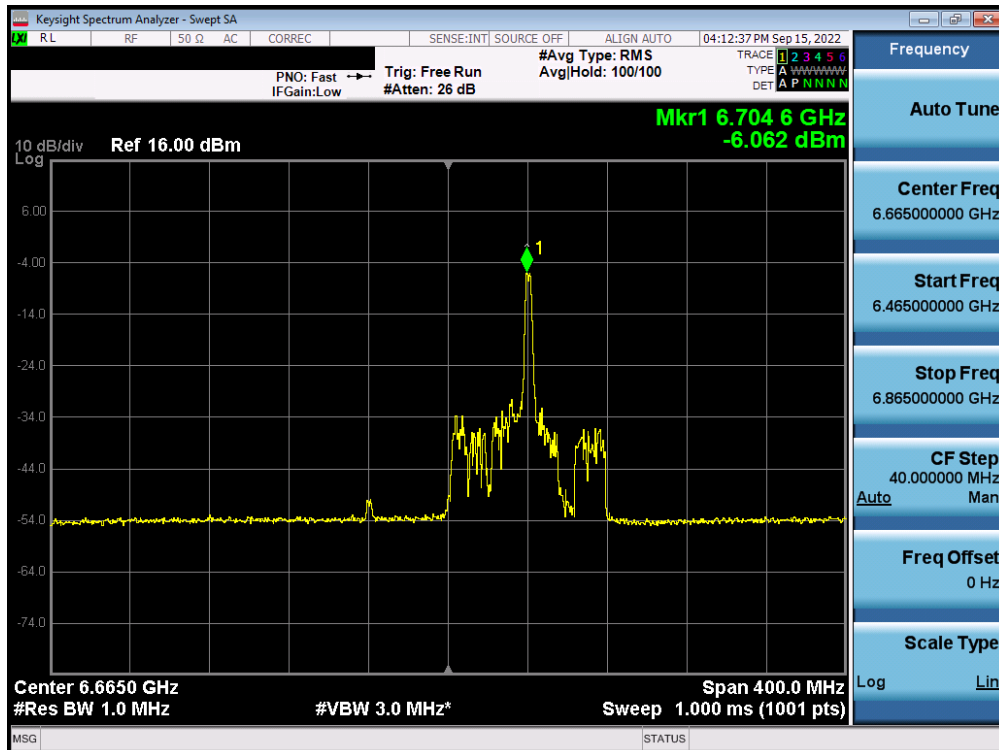 Keysight Spectrum Analyzer - Swept SA
LXI RL RF 50 Ω AC CORREC SENSE:INT SOURCE OFF ALIGN AUTO 04:12:37 PM Sep 15, 2022
Frequency
#Avg Type: RMS TRACE 1 2 3 4 5 6
PNO: Fast Trig: Free Run Avg|Hold: 100/100 TYPE A WWWWW
IFGain:Low #Atten: 26 dB DET A P N N N N
Auto Tune
Mkr1 6.704 6 GHz
-6.062 dBm
10 dB/div Ref 16.00 dBm
Log
6.00
-4.00
-14.0
-24.0
-34.0
-44.0
-54.0
-64.0
-74.0
1
Center Freq
6.665000000 GHz
Start Freq
6.465000000 GHz
Stop Freq
6.865000000 GHz
CF Step
40.000000 MHz
Auto Man
Freq Offset
0 Hz
Scale Type
Log Lin
Center 6.6650 GHz Span 400.0 MHz
#Res BW 1.0 MHz #VBW 3.0 MHz* Sweep 1.000 ms (1001 pts)
MSG STATUS